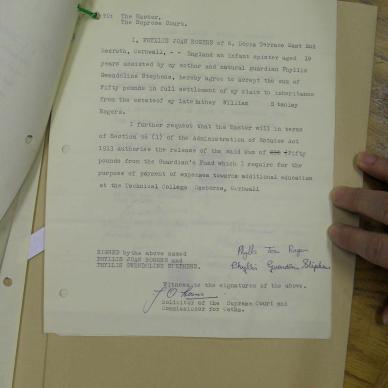 TO: The Master,
The Supreme Court.
I, PHYLLIS JOAN ROGERS of 6, Terrace East End
Redruth, Cornwall, - - England an infant spinster aged 19
years assisted by my mother and natural guardian Phyllis
Gwendoline Stephens, hereby agree to accept the sum of
Fifty pounds in full settlement of my claim to inheritance
from the estate of my late father William Stanley
Rogers.
I further request that the Master will in terms
of Section 96 (1) of the Administration of Estates Act
1913 authorise the release of the said sum of Fifty
pounds from the Guardian's Fund which I require for the
purpose of payment of expenses towards additional education
at the Technical College, Cornwall
SIGNED by the above named
PHYLLIS JOAN ROGERS and
PHYLLIS GWENDOLINE STEPHENS.
Phyllis Joan Rogers
Phyllis Gwendoline Stephens
Witness to the signatures of the above.
Solicitor of the Supreme Court and
Commissioner for Oaths.